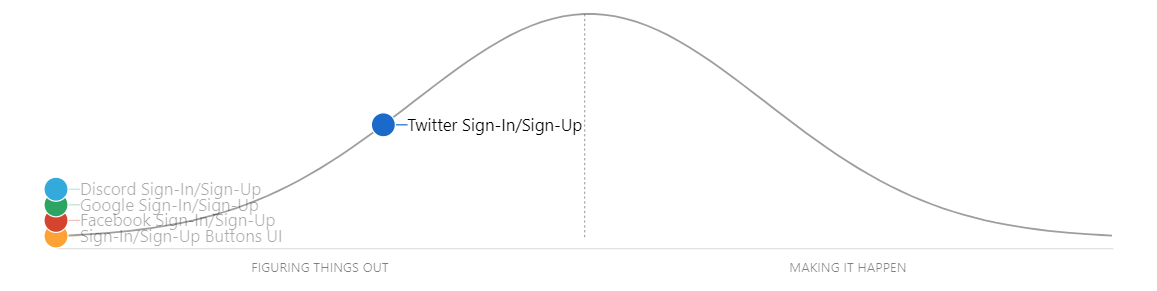 Twitter Sign-In/Sign-Up
Discord Sign-In/Sign-Up
Google Sign-In/Sign-Up
Facebook Sign-In/Sign-Up
Sign-In/Sign-Up Buttons UI
FIGURING THINGS OUT
MAKING IT HAPPEN